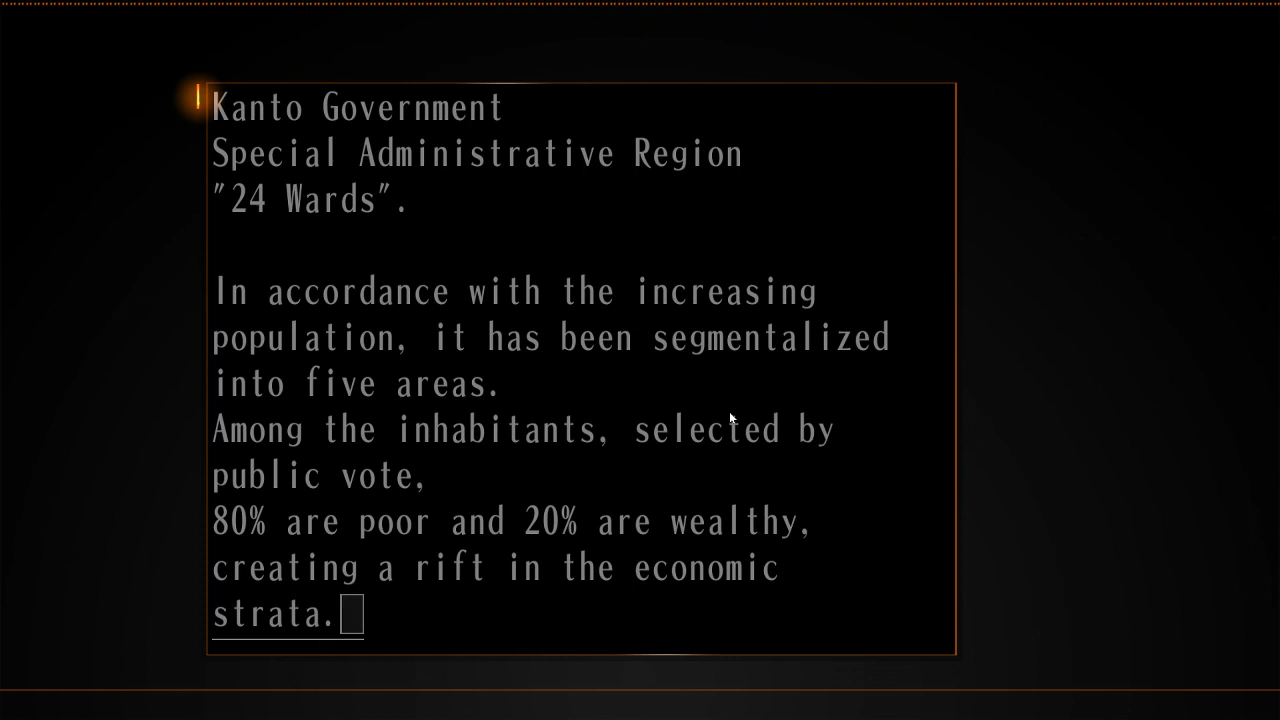 Kanto Government
Special Administrative Region
"24 Wards".
In accordance with the increasing
population, it has been segmentalized
into five areas.
Among the inhabitants, selected by
public vote,
80% are poor and 20% are wealthy,
creating a rift in the economic
strata.